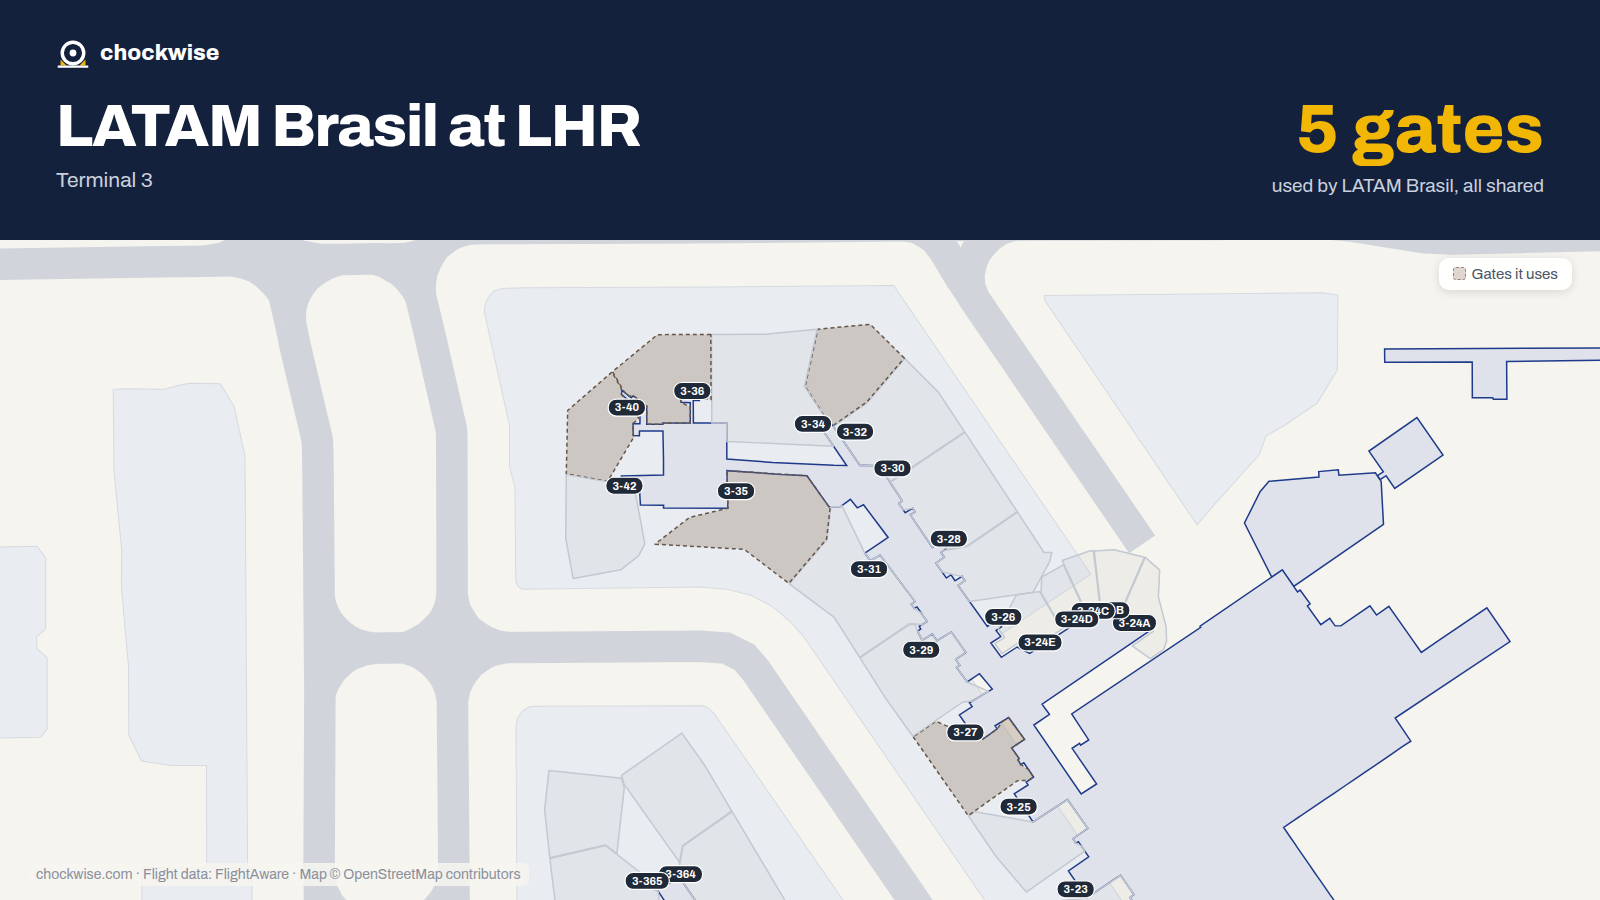 chockwise
LATAM Brasil at LHR
Terminal 3
5 gates
used by LATAM Brasil, all shared
Gates it uses
3-36
3-40
3-34
3-32
3-30
3-42
3-35
3-28
3-31
3-26
3-24C
B
3-24D
3-24A
3-24E
3-29
3-27
3-25
3-23
3-364
3-365
chockwise.com · Flight data: FlightAware · Map © OpenStreetMap contributors